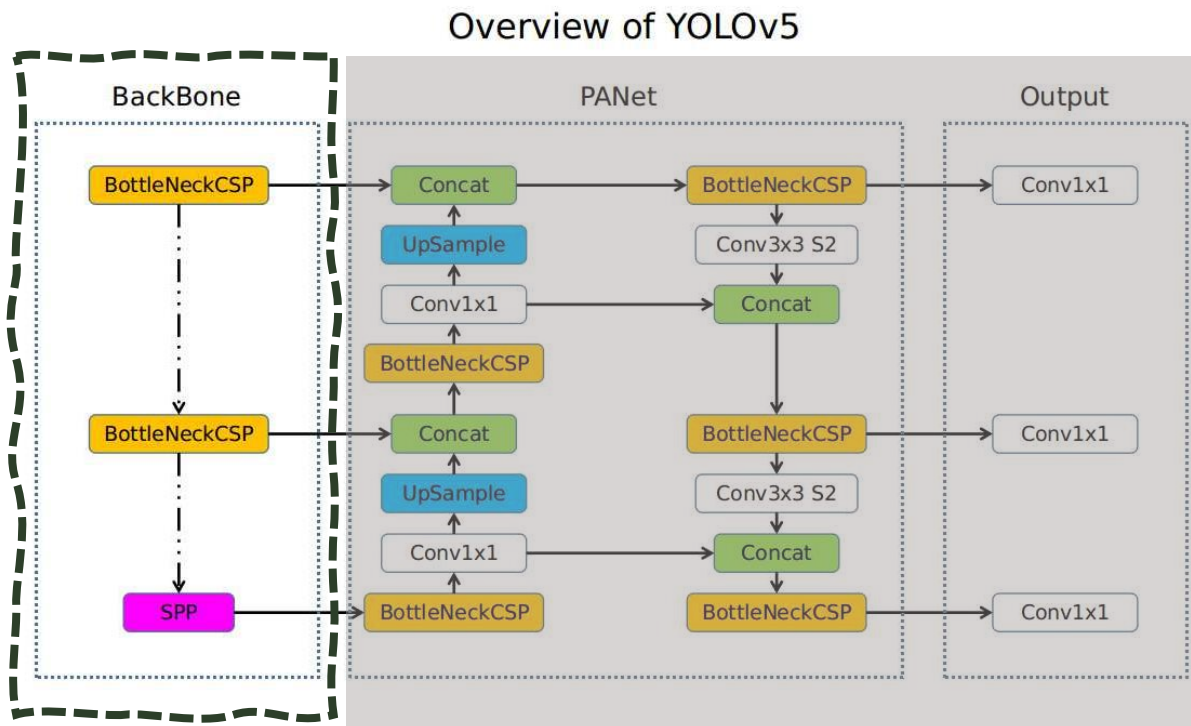 Overview of YOLOv5
BackBone
PANet
Output
BottleNeckCSP
Concat
BottleNeckCSP
Conv1x1
UpSample
Conv3x3 S2
Conv1x1
Concat
BottleNeckCSP
BottleNeckCSP
Concat
BottleNeckCSP
Conv1x1
UpSample
Conv3x3 S2
Conv1x1
Concat
SPP
BottleNeckCSP
BottleNeckCSP
Conv1x1